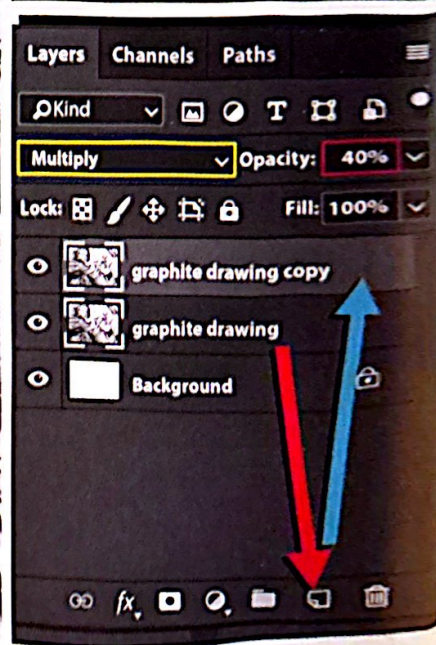 Layers Channels Paths
Kind T
Multiply Opacity: 40%
Lock: Fill: 100%
graphite drawing copy
graphite drawing
Background
fx